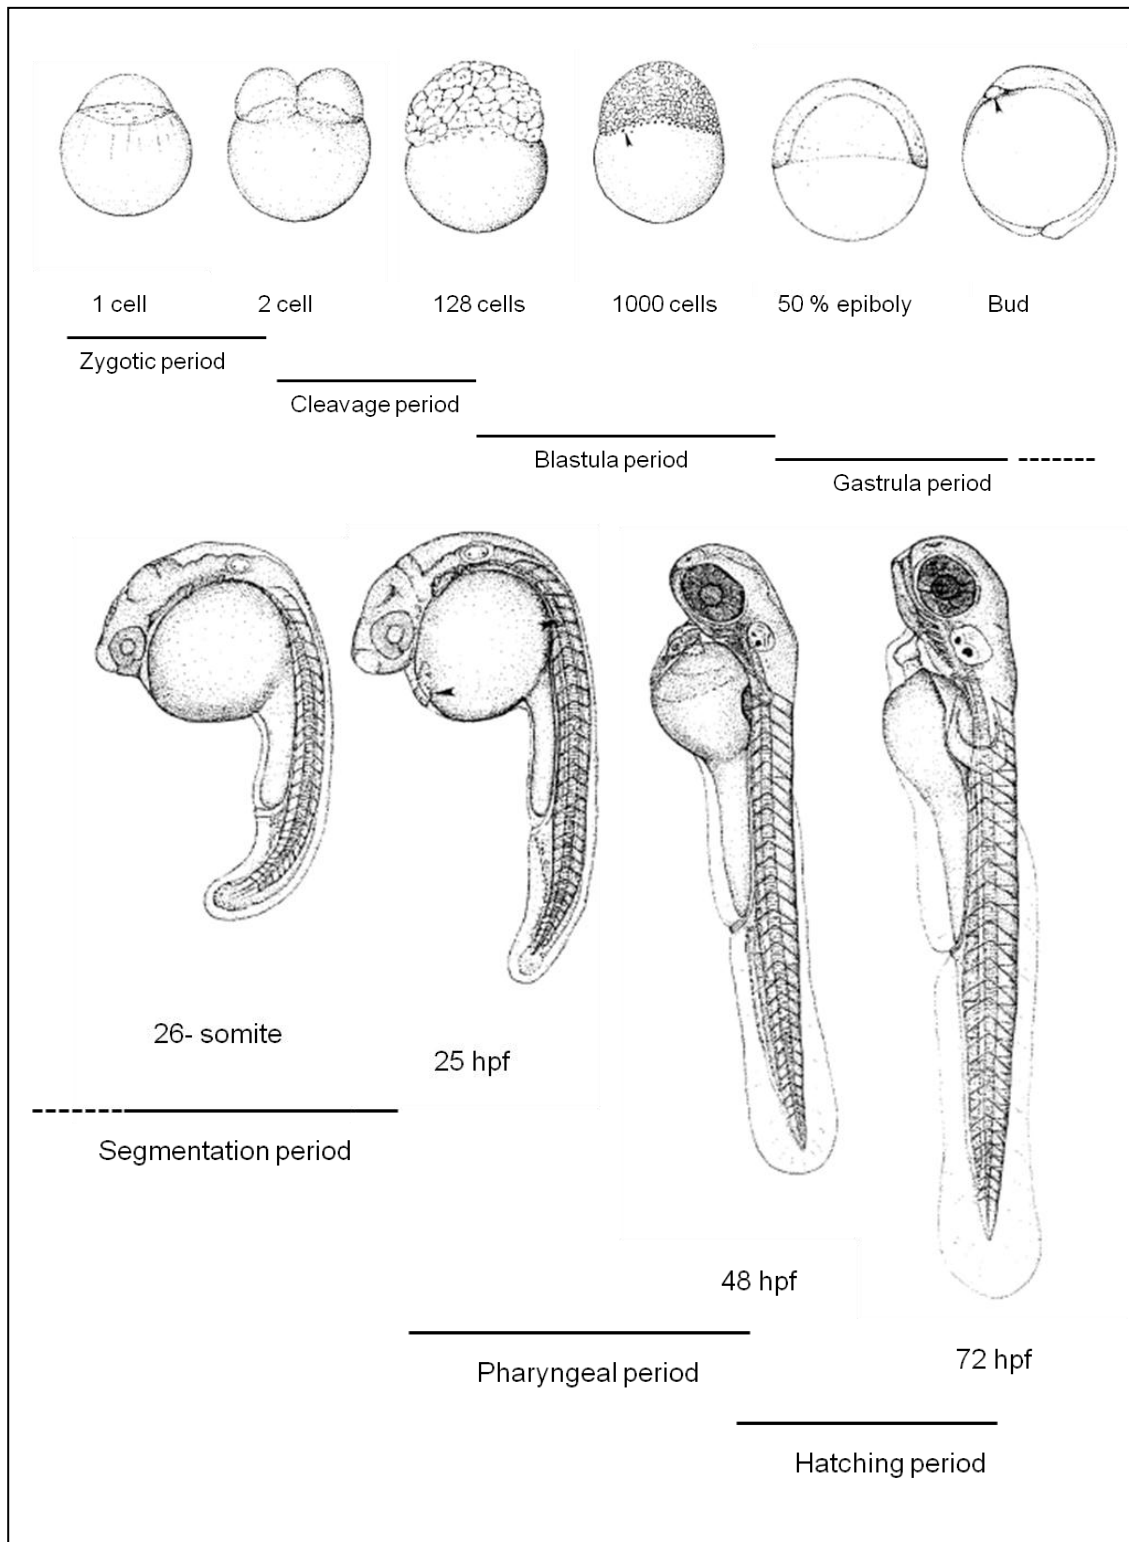 1 cell
2 cell
128 cells
1000 cells
50 % epiboly
Bud
Zygotic period
Cleavage period
Blastula period
Gastrula period
26- somite
25 hpf
Segmentation period
48 hpf
72 hpf
Pharyngeal period
Hatching period